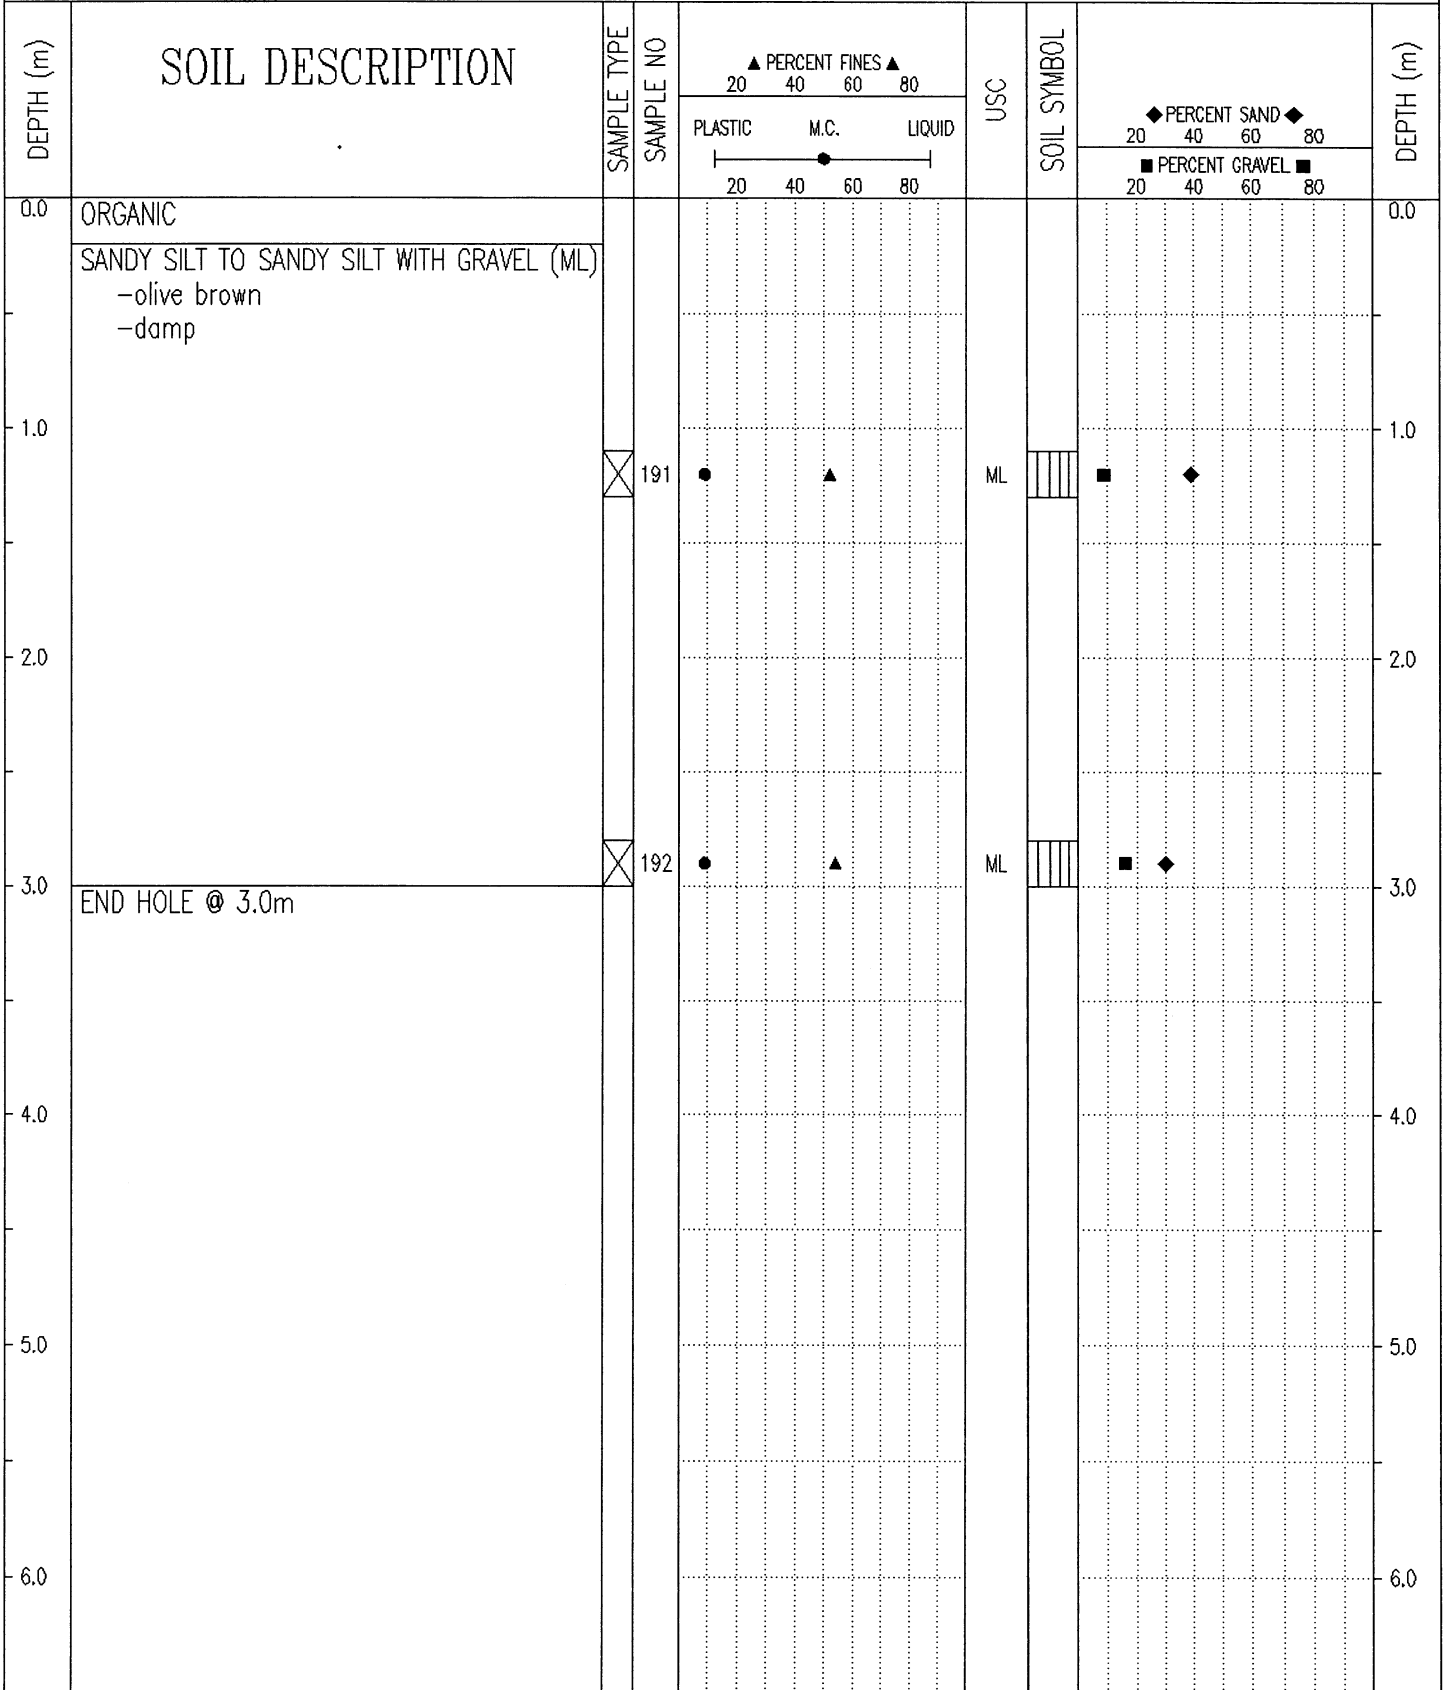 DEPTH (m)
SOIL DESCRIPTION
SAMPLE TYPE
SAMPLE NO
▲ PERCENT FINES ▲
20 40 60 80
PLASTIC M.C. LIQUID
20 40 60 80
USC
SOIL SYMBOL
◆ PERCENT SAND ◆
20 40 60 80
■ PERCENT GRAVEL ■
20 40 60 80
DEPTH (m)
0.0 ORGANIC 0.0
SANDY SILT TO SANDY SILT WITH GRAVEL (ML)
-olive brown
-damp
1.0 1.0
191 ML
2.0 2.0
192 ML
3.0 3.0
END HOLE @ 3.0m
4.0 4.0
5.0 5.0
6.0 6.0